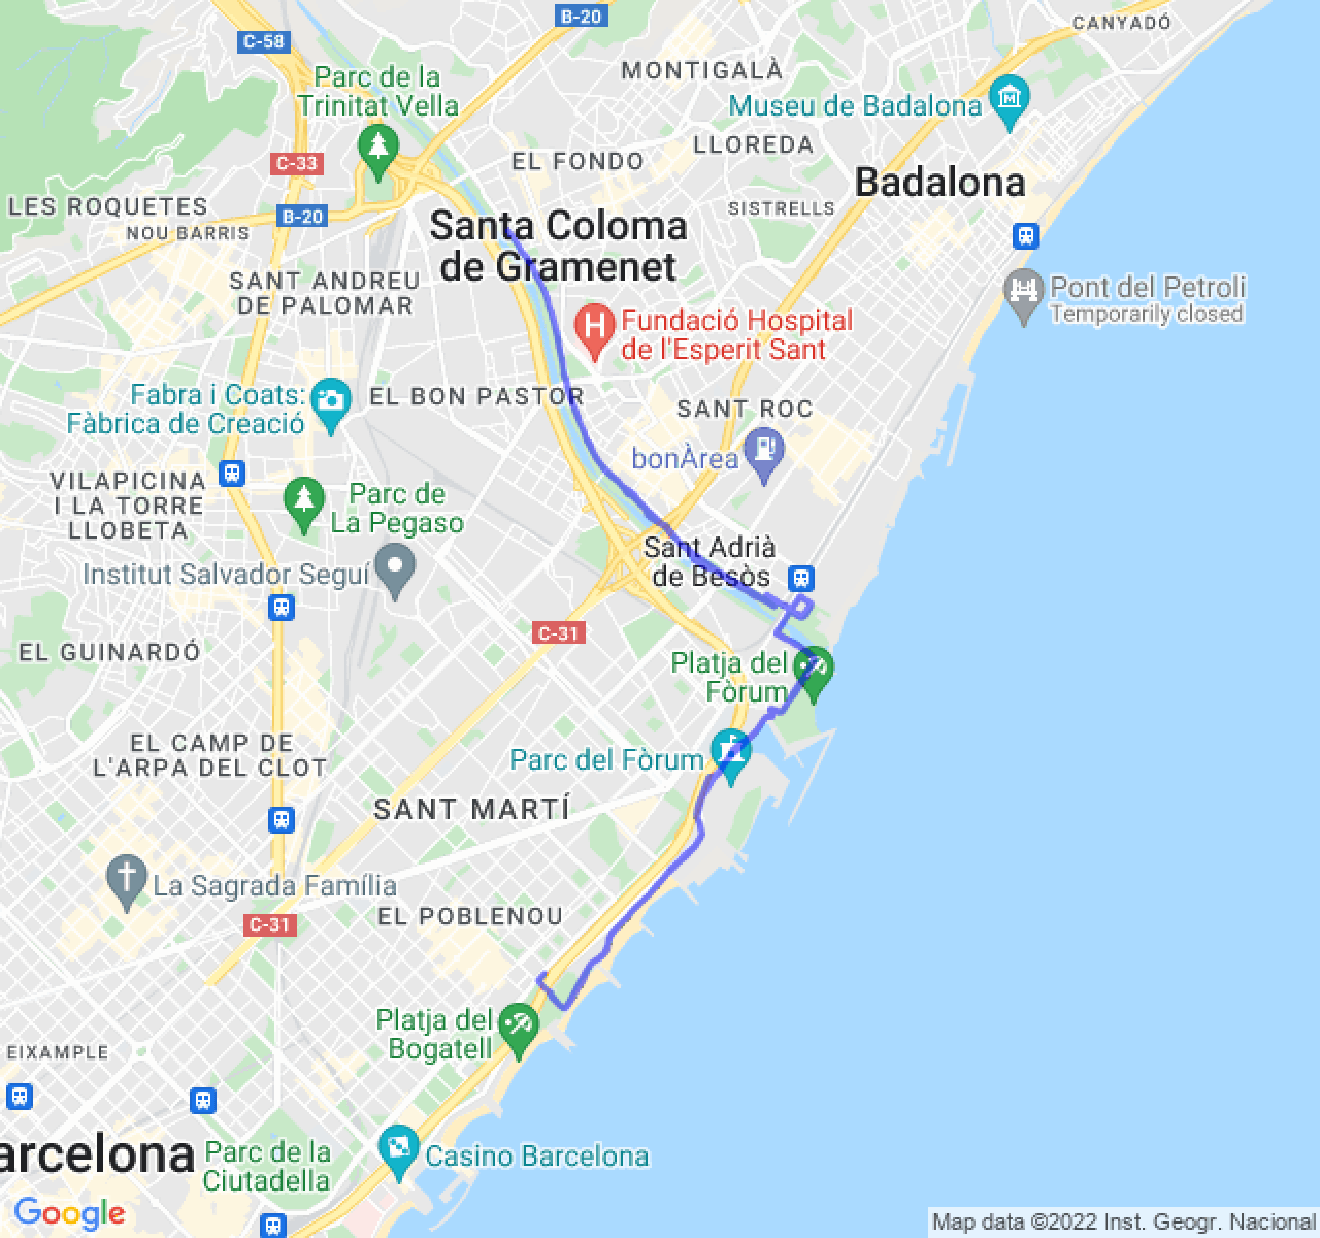 B-20
C-58
CANYADÓ
MONTIGALÀ
Parc de la
Trinitat Vella
Museu de Badalona
LLOREDA
C-33
EL FONDO
Badalona
LES ROQUETES
B-20
NOU BARRIS
SISTRELLS
Santa Coloma
de Gramenet
SANT ANDREU
DE PALOMAR
Pont del Petroli
Temporarily closed
H
Fundació Hospital
de l'Esperit Sant
Fabra i Coats:
Fàbrica de Creació
EL BON PASTOR
SANT ROC
bonÀrea
VILAPICINA
I LA TORRE
LLOBETA
Parc de
La Pegaso
Sant Adrià
de Besòs
Institut Salvador Seguí
C-31
EL GUINARDÓ
Platja del
Fòrum
EL CAMP DE
L'ARPA DEL CLOT
Parc del Fòrum
SANT MARTÍ
La Sagrada Família
EL POBLENOU
C-31
Platja del
Bogatell
EIXAMPLE
arcelona
Parc de la
Ciutadella
Casino Barcelona
Google
Map data ©2022 Inst. Geogr. Nacional